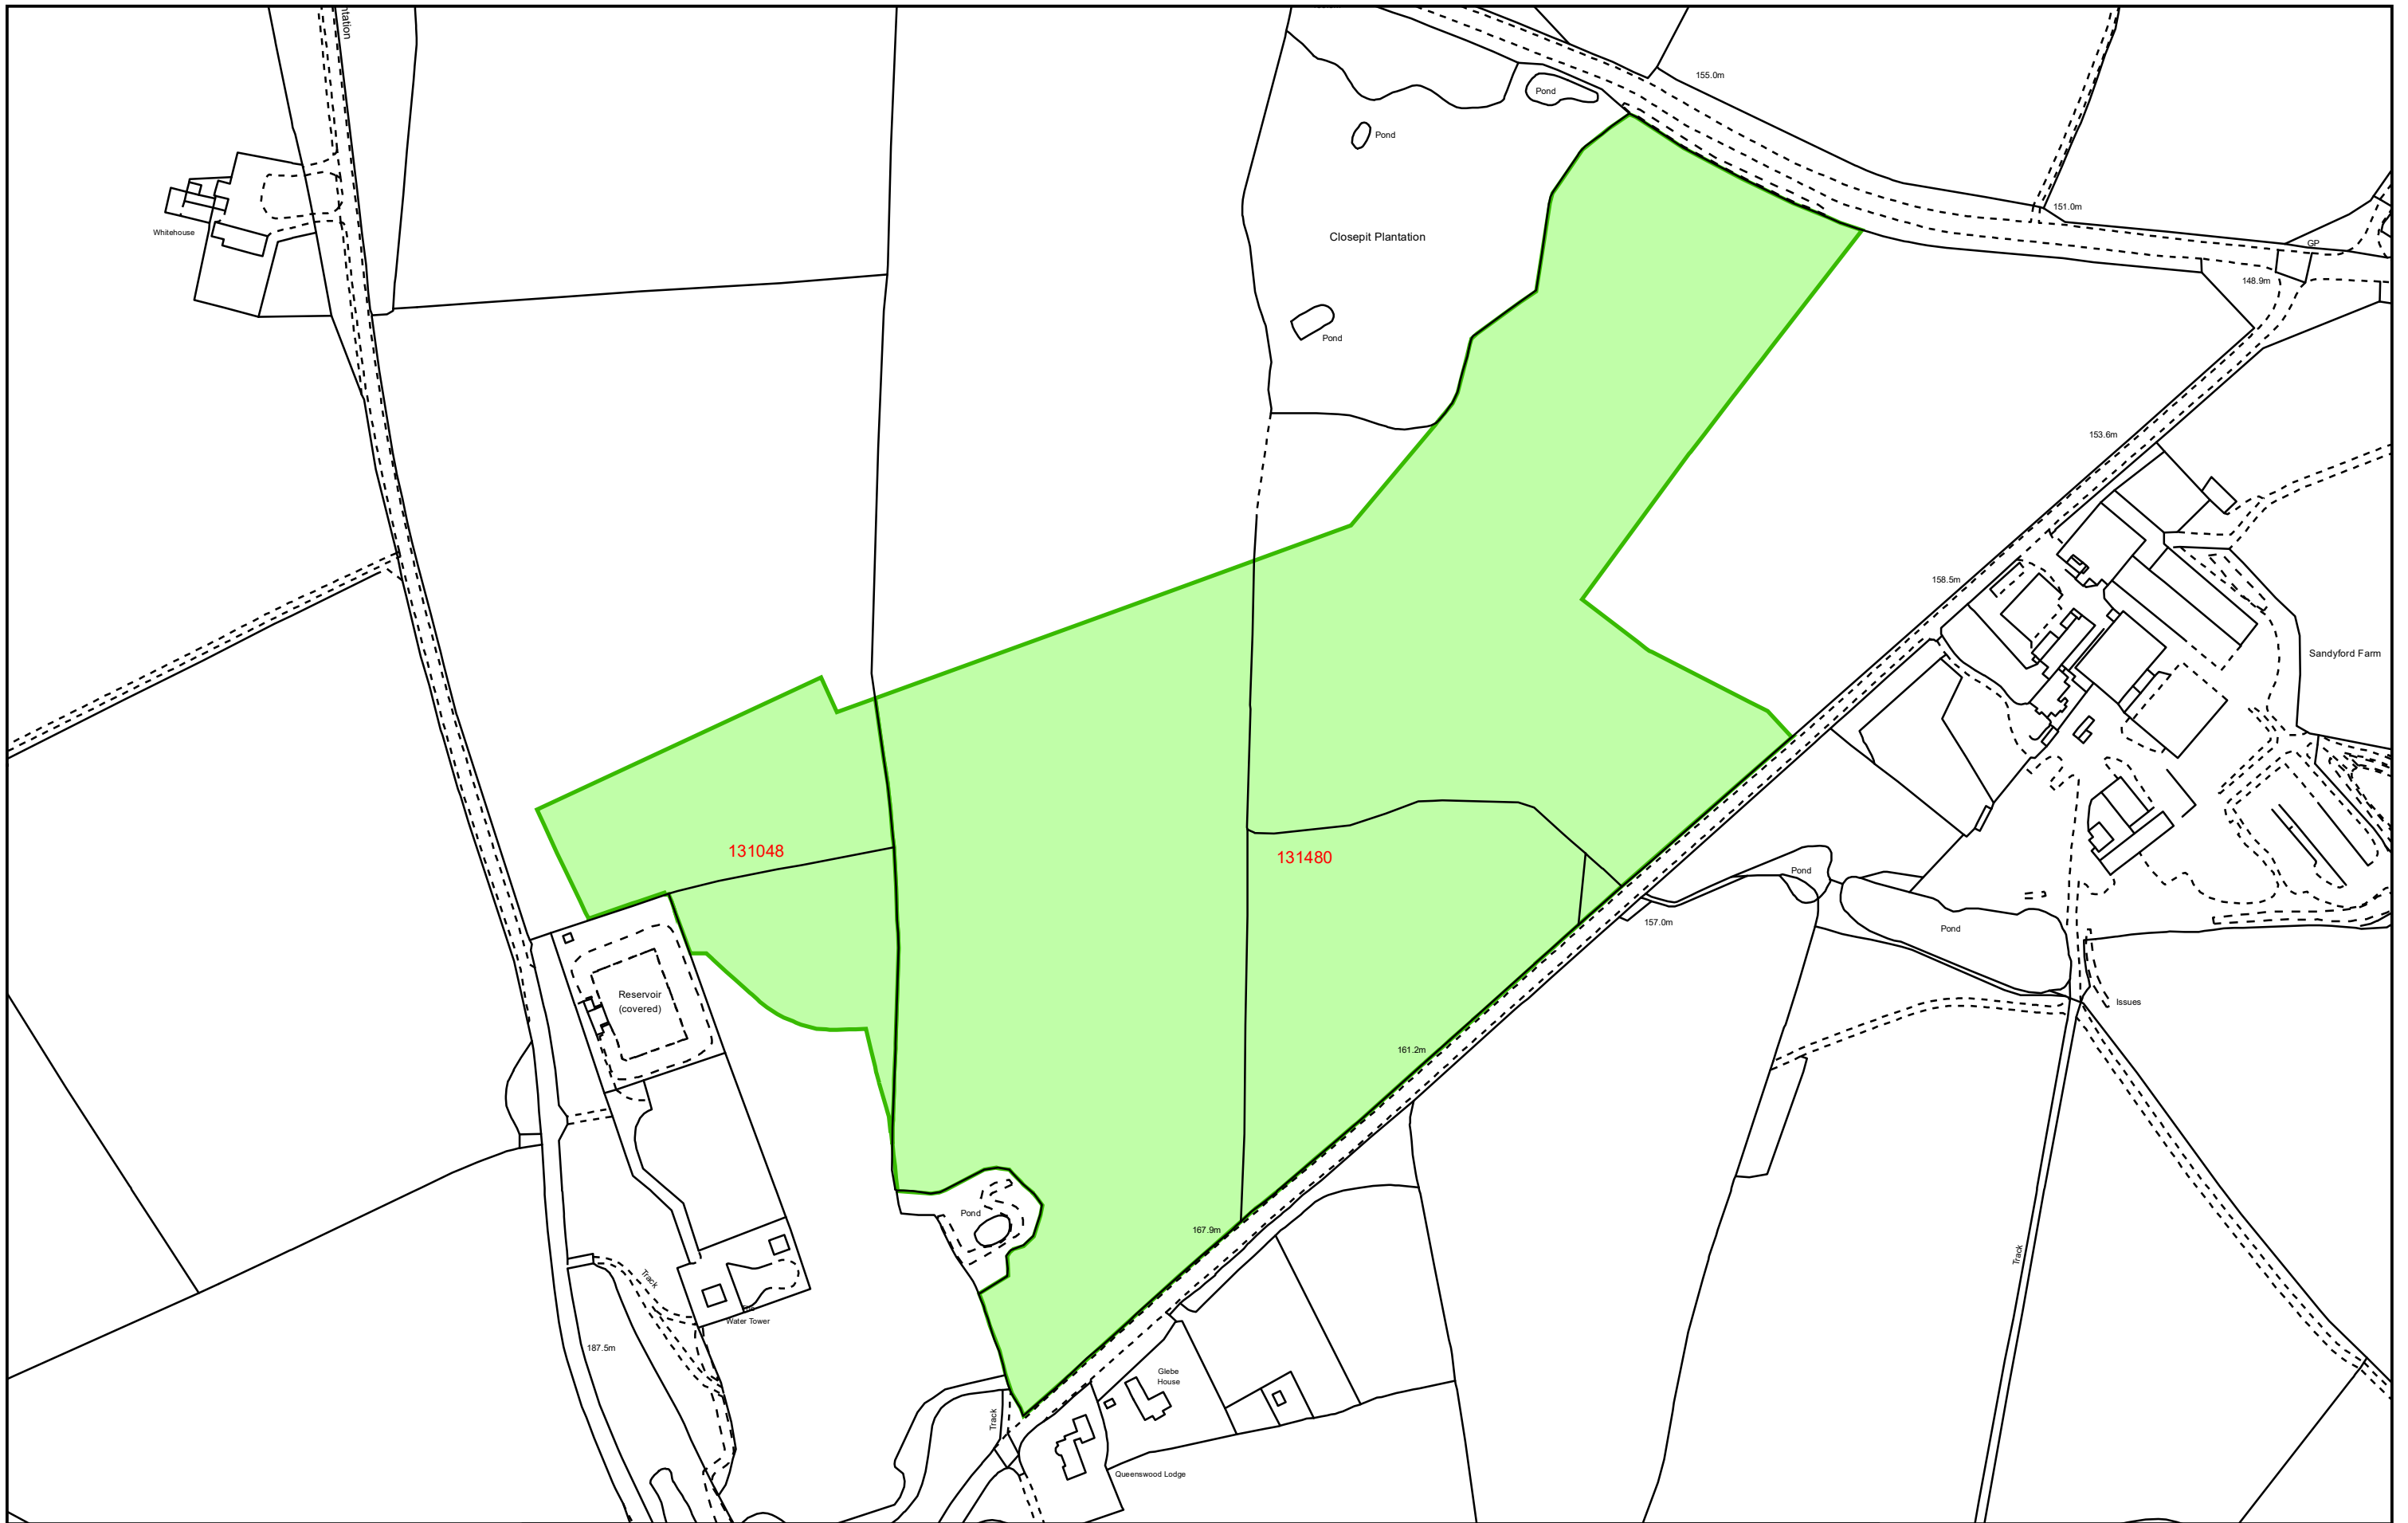 ntation
155.0m
Pond
Pond
Whitehouse
151.0m
Closepit Plantation
GP
148.9m
Pond
153.6m
158.5m
Sandyford Farm
131048
131480
Pond
157.0m
Pond
Reservoir
(covered)
Issues
161.2m
Pond
167.9m
Track
Track
Water Tower
187.5m
Glebe
House
Track
Queenswood Lodge